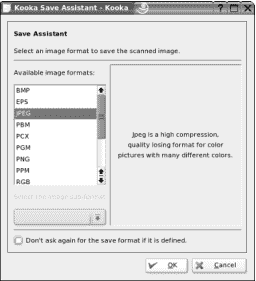 Kooka Save Assistant - Kooka
Save Assistant
Select an image format to save the scanned image.
Available image formats:
BMP
EPS
JPEG
PBM
PCX
PGM
PNG
PPM
RGB
Jpeg is a high compression,
quality losing format for color
pictures with many different colors.
Select the image sub-format
Don't ask again for the save format if it is defined.
OK
Cancel